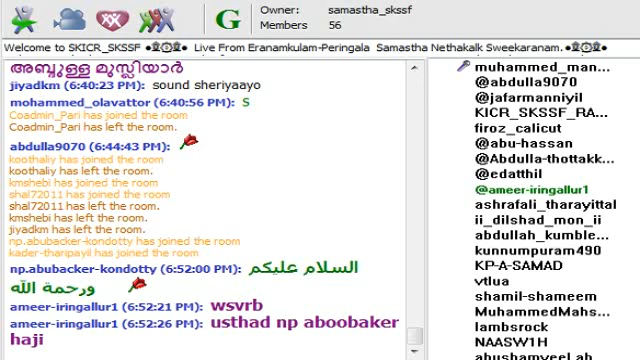 Owner: samastha_skssf
G
Members 56
Welcome to SKICR_SKSSF ●۩۞۩● Live From Eranamkulam-Peringala Samastha Nethakalk Sweekaranam.●۩۞۩●
അബ്ദുള്ള മുസ്ലിയാര്‍
jiyadkm (6:40:23 PM): sound sheriyaayo
mohammed_olavattor (6:40:56 PM): S
Coadmin_Pari has joined the room
Coadmin_Pari has left the room.
abdulla9070 (6:44:43 PM):
koothaliy has joined the room
koothaliy has left the room.
kmshebi has joined the room
shal72011 has joined the room
shal72011 has left the room.
kmshebi has left the room.
jiyadkm has left the room.
np.abubacker-kondotty has joined the room
kader-tharipayil has joined the room
np.abubacker-kondotty (6:52:00 PM): السلام عليكم
ورحمة الله
ameer-iringallur1 (6:52:21 PM): wsvrb
ameer-iringallur1 (6:52:26 PM): usthad np aboobaker
haji
muhammed_man...
@abdulla9070
@jafarmanniyil
KICR_SKSSF_RA...
firoz_calicut
@abu-hassan
@Abdulla-thottakk...
@edatthil
@ameer-iringallur1
ashrafali_tharayittal
ii_dilshad_mon_ii
abdullah_kumble...
kunnumpuram490
KP-A-SAMAD
vtlua
shamil-shameem
MuhammedMahs...
lambsrock
NAASW1H